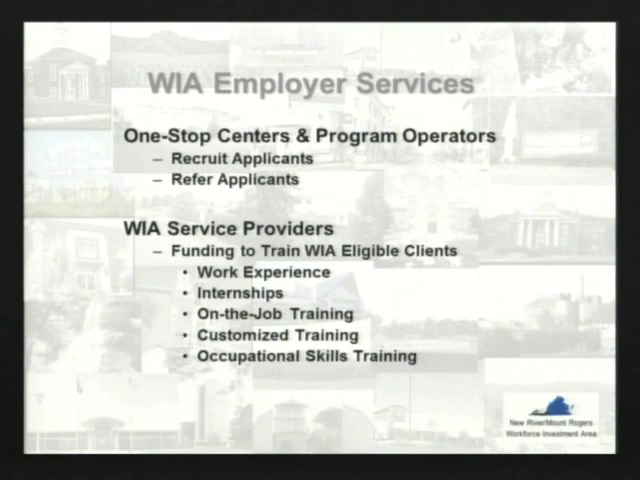 WIA Employer Services
One-Stop Centers & Program Operators
– Recruit Applicants
– Refer Applicants
WIA Service Providers
– Funding to Train WIA Eligible Clients
• Work Experience
• Internships
• On-the-Job Training
• Customized Training
• Occupational Skills Training
New River/Mount Rogers
Workforce Investment Area